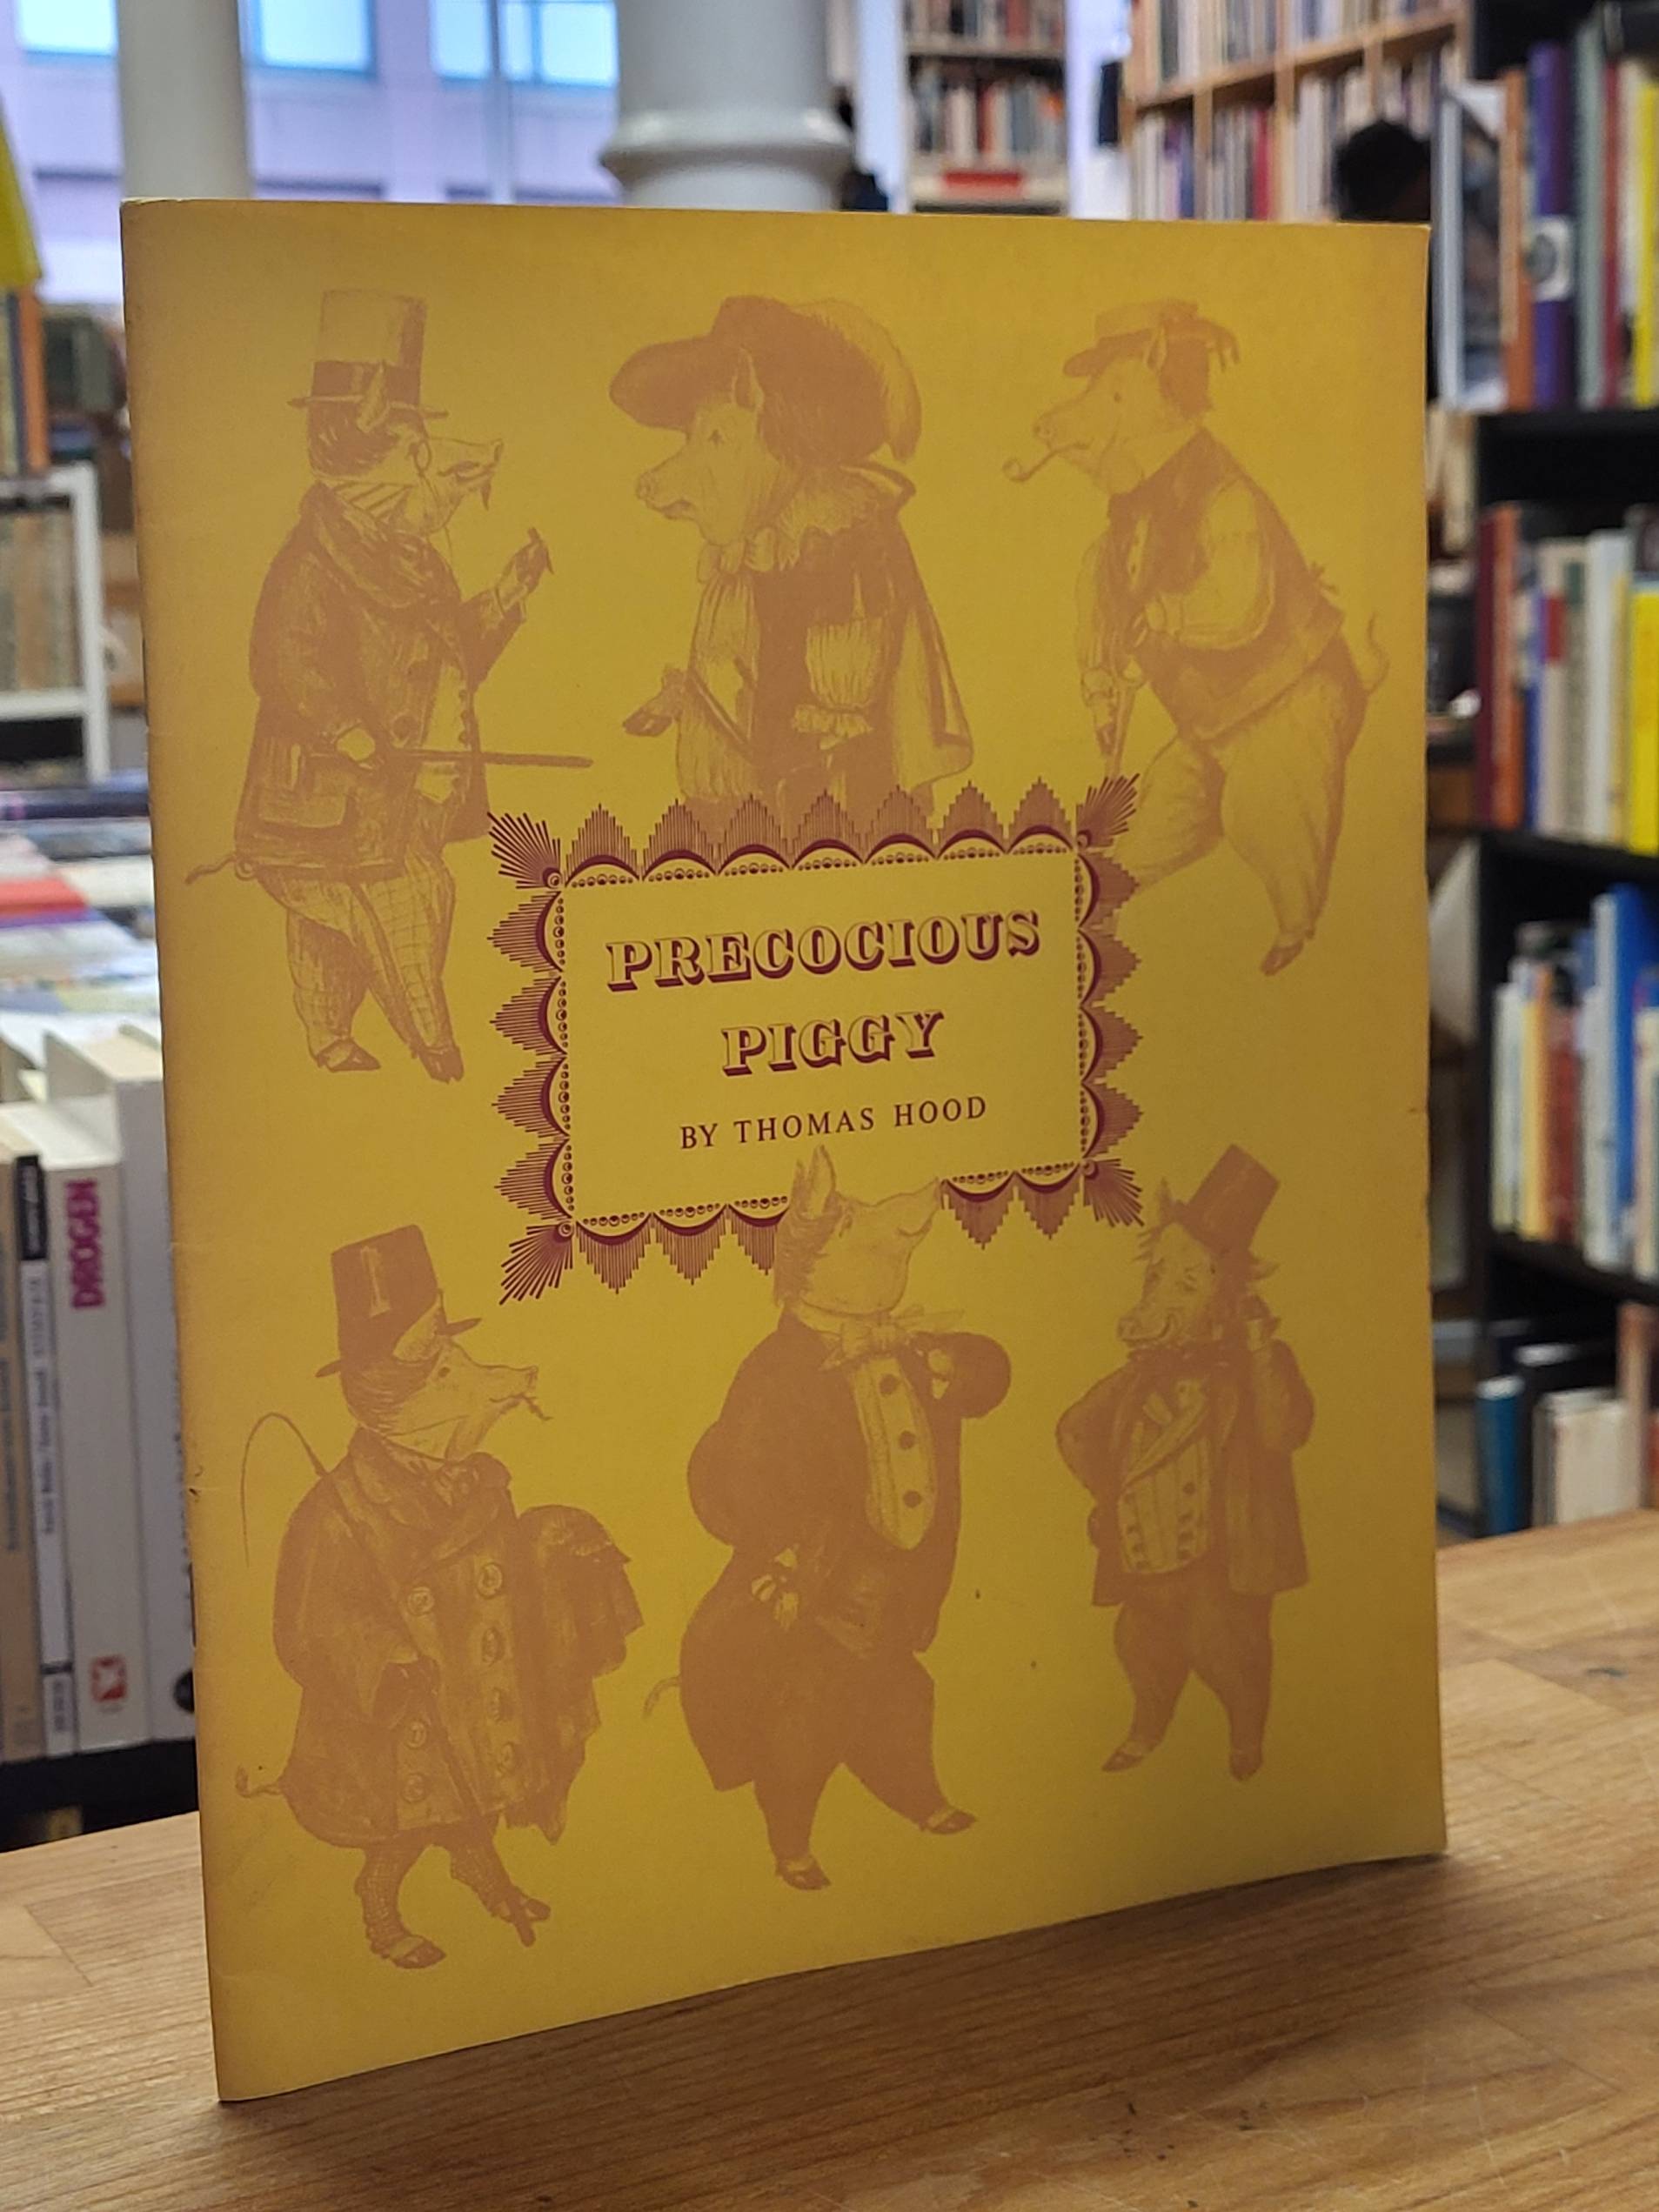 PRECOCIOUS
PIGGY
BY THOMAS HOOD
DROGEN